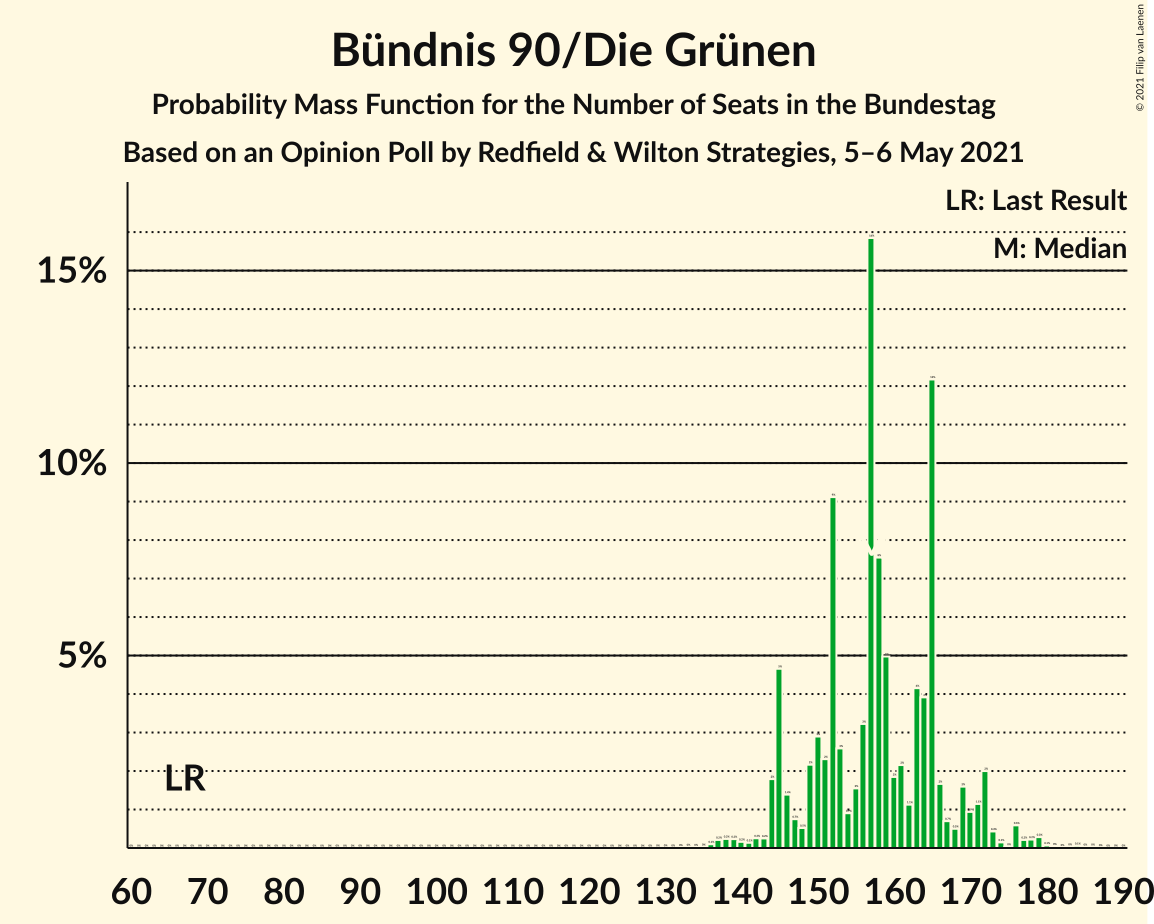 Bündnis 90/Die Grünen
Probability Mass Function for the Number of Seats in the Bundestag
Based on an Opinion Poll by Redfield & Wilton Strategies, 5–6 May 2021
© 2021 Filip van Laenen
LR: Last Result
M: Median
15%
10%
5%
LR
60 70 80 90 100 110 120 130 140 150 160 170 180 190